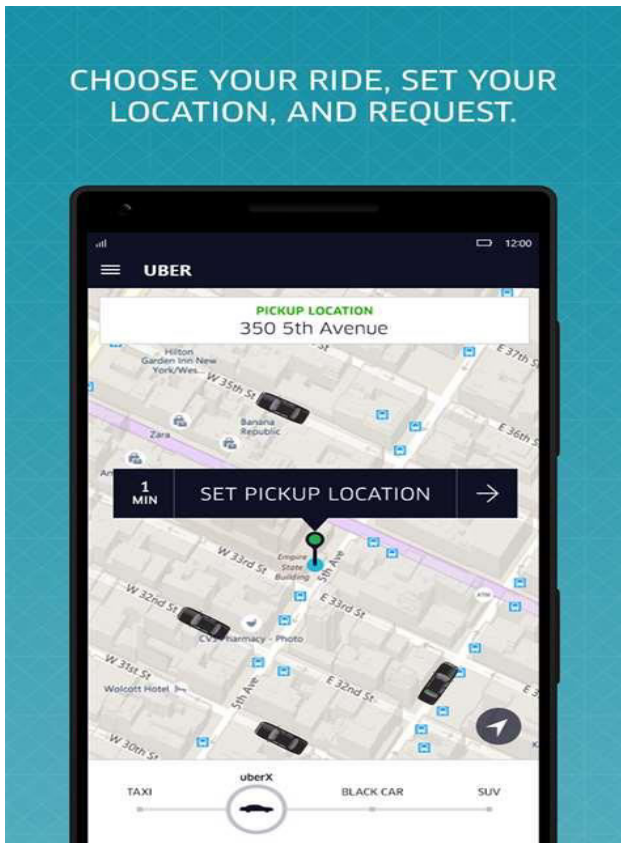 CHOOSE YOUR RIDE, SET YOUR
LOCATION, AND REQUEST.
12:00
UBER
PICKUP LOCATION
350 5th Avenue
Hilton
Garden Inn New
York/Wes...
E 37th S
W 35th St
Banana
Republic
Zara
E 36th S
1
MIN
SET PICKUP LOCATION
W 33rd St
Empire
State
Building
5th Ave
E 33rd St
W 32nd St
CVS Pharmacy - Photo
W 31st St
Wolcott Hotel
5th Ave
E 32nd St
W 30th St
TAXI
uberX
BLACK CAR
SUV